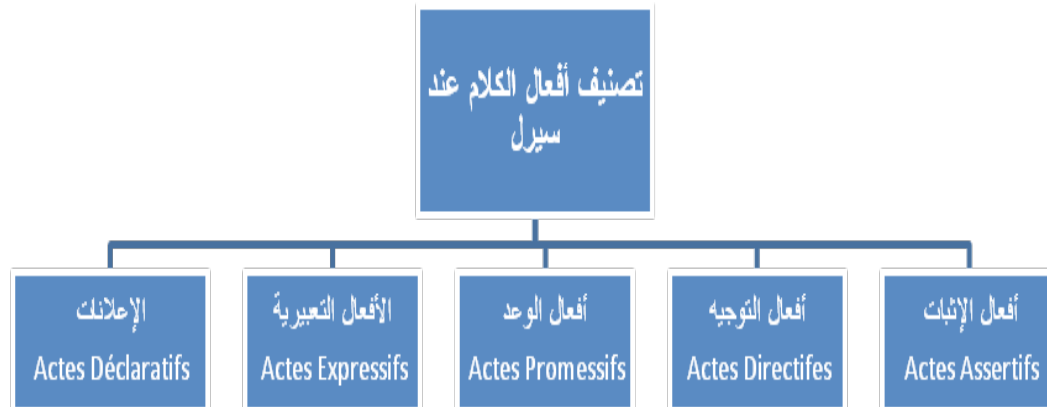 تصنيف أفعال الكلام عند
سيرل
أفعال الإثبات
Actes Assertifs
أفعال التوجيه
Actes Directifes
أفعال الوعد
Actes Promessifs
الأفعال التعبيرية
Actes Expressifs
الإعلانات
Actes Déclaratifs